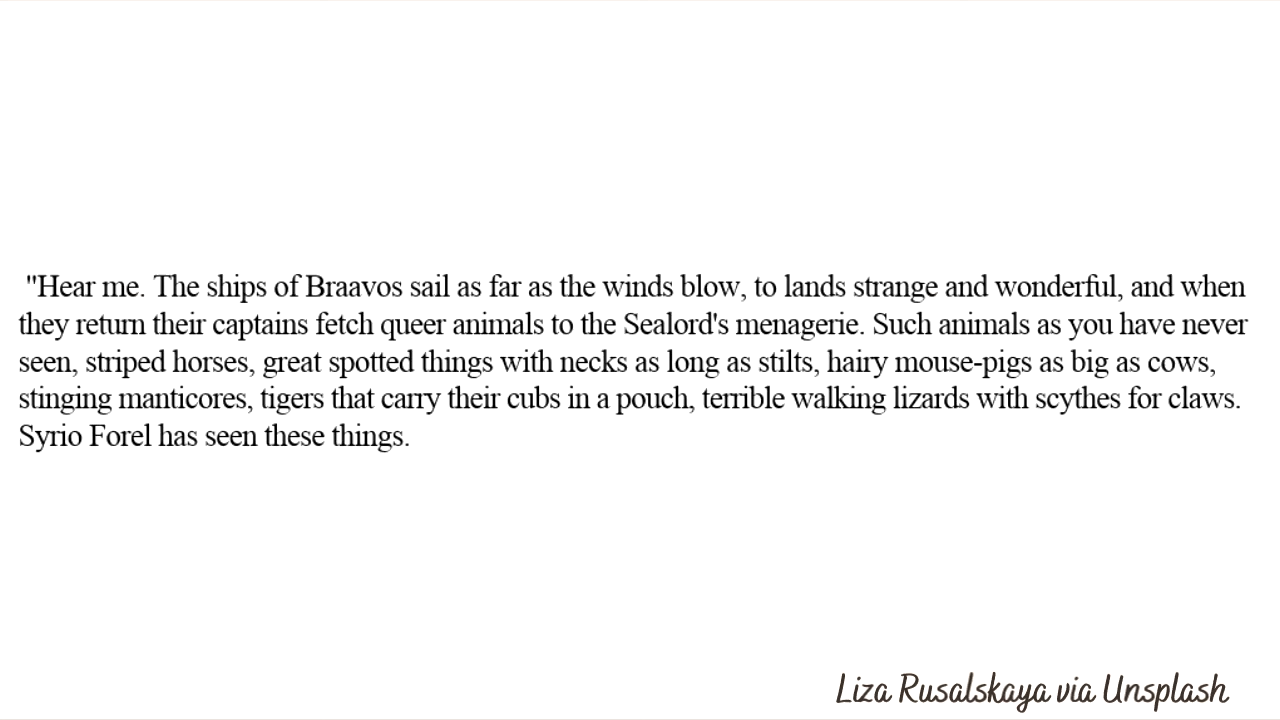 "Hear me. The ships of Braavos sail as far as the winds blow, to lands strange and wonderful, and when
they return their captains fetch queer animals to the Sealord's menagerie. Such animals as you have never
seen, striped horses, great spotted things with necks as long as stilts, hairy mouse-pigs as big as cows,
stinging manticores, tigers that carry their cubs in a pouch, terrible walking lizards with scythes for claws.
Syrio Forel has seen these things.
Liza Rusalskaya via Unsplash